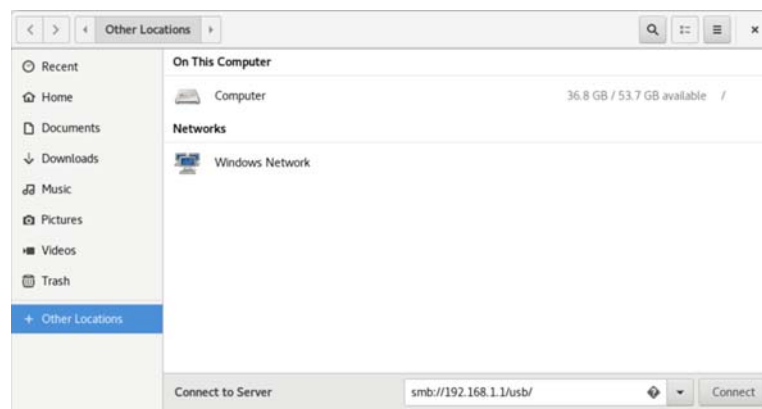 Other Locations
Recent
Home
Documents
Downloads
Music
Pictures
Videos
Trash
+ Other Locations
On This Computer
Computer 36.8 GB / 53.7 GB available /
Networks
Windows Network
Connect to Server smb://192.168.1.1/usb/ Connect